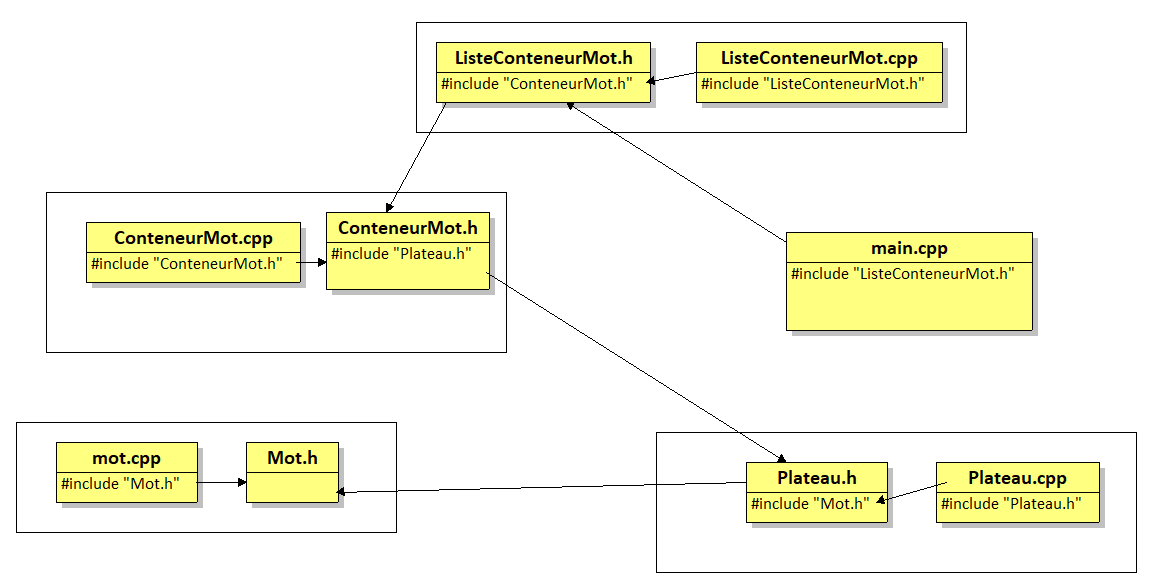 ListeConteneurMot.h
#include "ConteneurMot.h"
ListeConteneurMot.cpp
#include "ListeConteneurMot.h"
ConteneurMot.cpp
#include "ConteneurMot.h"
ConteneurMot.h
#include "Plateau.h"
main.cpp
#include "ListeConteneurMot.h"
mot.cpp
#include "Mot.h"
Mot.h
Plateau.h
#include "Mot.h"
Plateau.cpp
#include "Plateau.h"